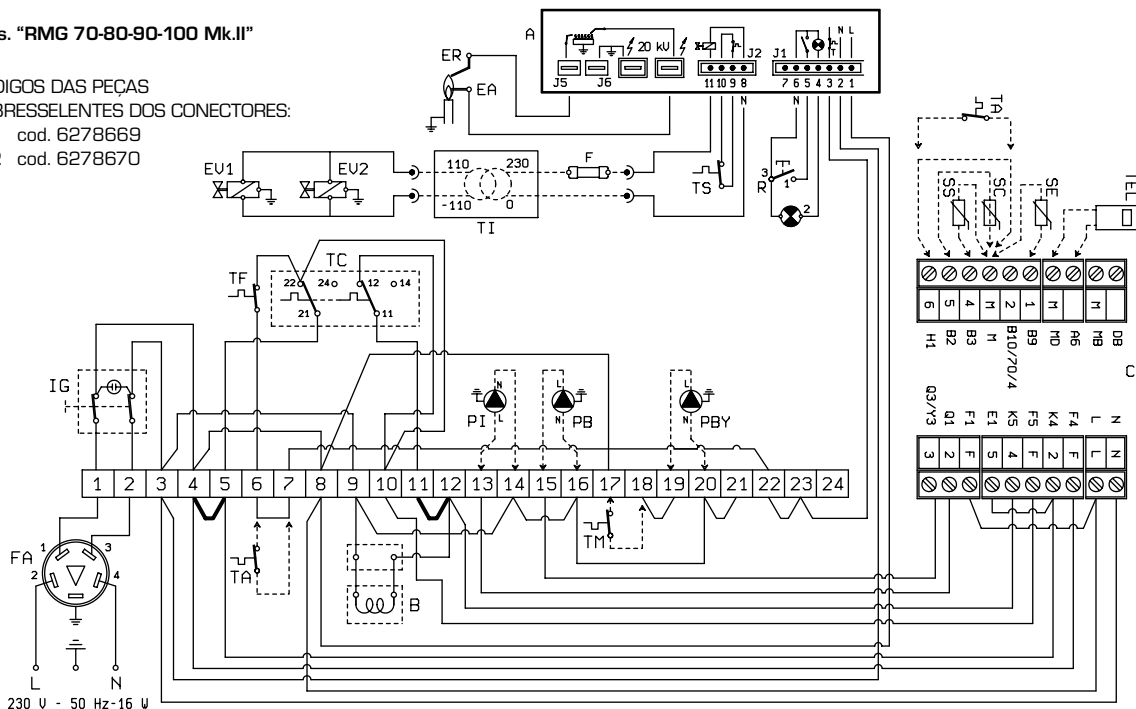 s. “RMG 70-80-90-100 Mk.II”
DIGOS DAS PEÇAS
BRESSELENTES DOS CONECTORES:
cod. 6278669
cod. 6278670
A
20 kV
N L
J5 J6
J2 J1
11 10 9 8
7 6 5 4 3 2 1
N N
ER
EA
EV1 EV2
110 230
-110 0
TI
F
TS
3
R 1
2
TA
SS SC SE TEL
6 5 4 M 2 1 M M
H1 B2 B3 M B10/70/4 B9 MD A6 MB DB
C
TF
TC
22 24 12 14
21 11
IG
N L L
PI PB PBY
L N N
Q3/Y3 Q1 F1 E1 K5 F5 K4 F4 L N
3 2 F 5 4 F 2 F L N
1 2 3 4 5 6 7 8 9 10 11 12 13 14 15 16 17 18 19 20 21 22 23 24
FA
1 3
2 4
TA
B
TM
L N
230 V - 50 Hz-16 W